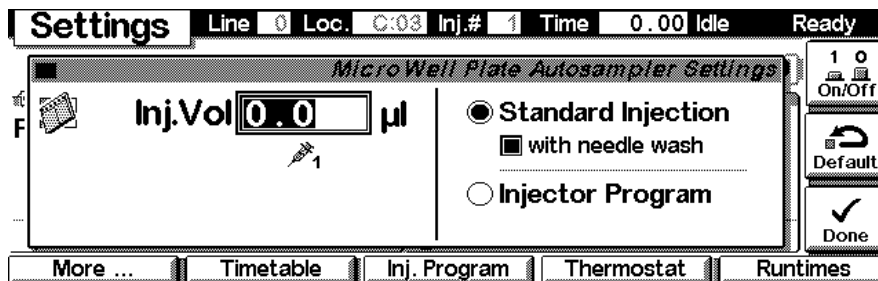 Settings Line 0 Loc. C:03 Inj.# 1 Time 0.00 Idle Ready
MicroWell Plate Autosampler Settings
1 0
On/Off
F
Inj.Vol 0.0 µl
1
Standard Injection
with needle wash
Injector Program
Default
Done
More ... Timetable Inj. Program Thermostat Runtimes